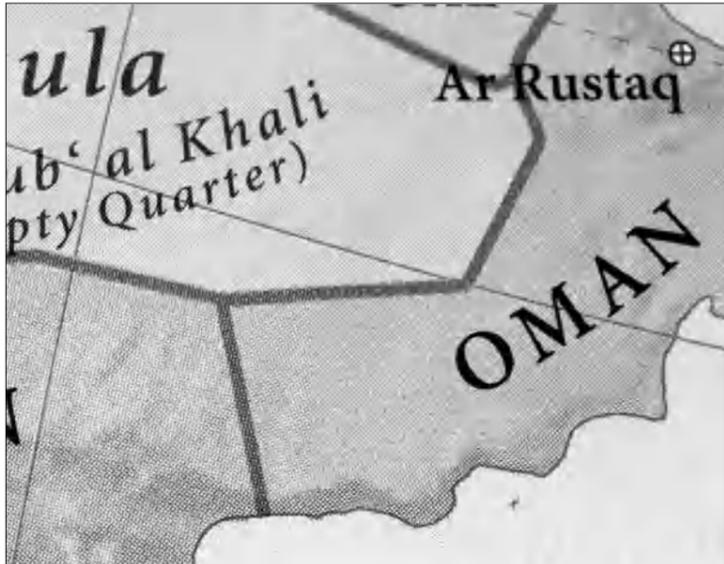 ula
Ar Rustaq
ub‘ al Khali
pty Quarter)
OMAN